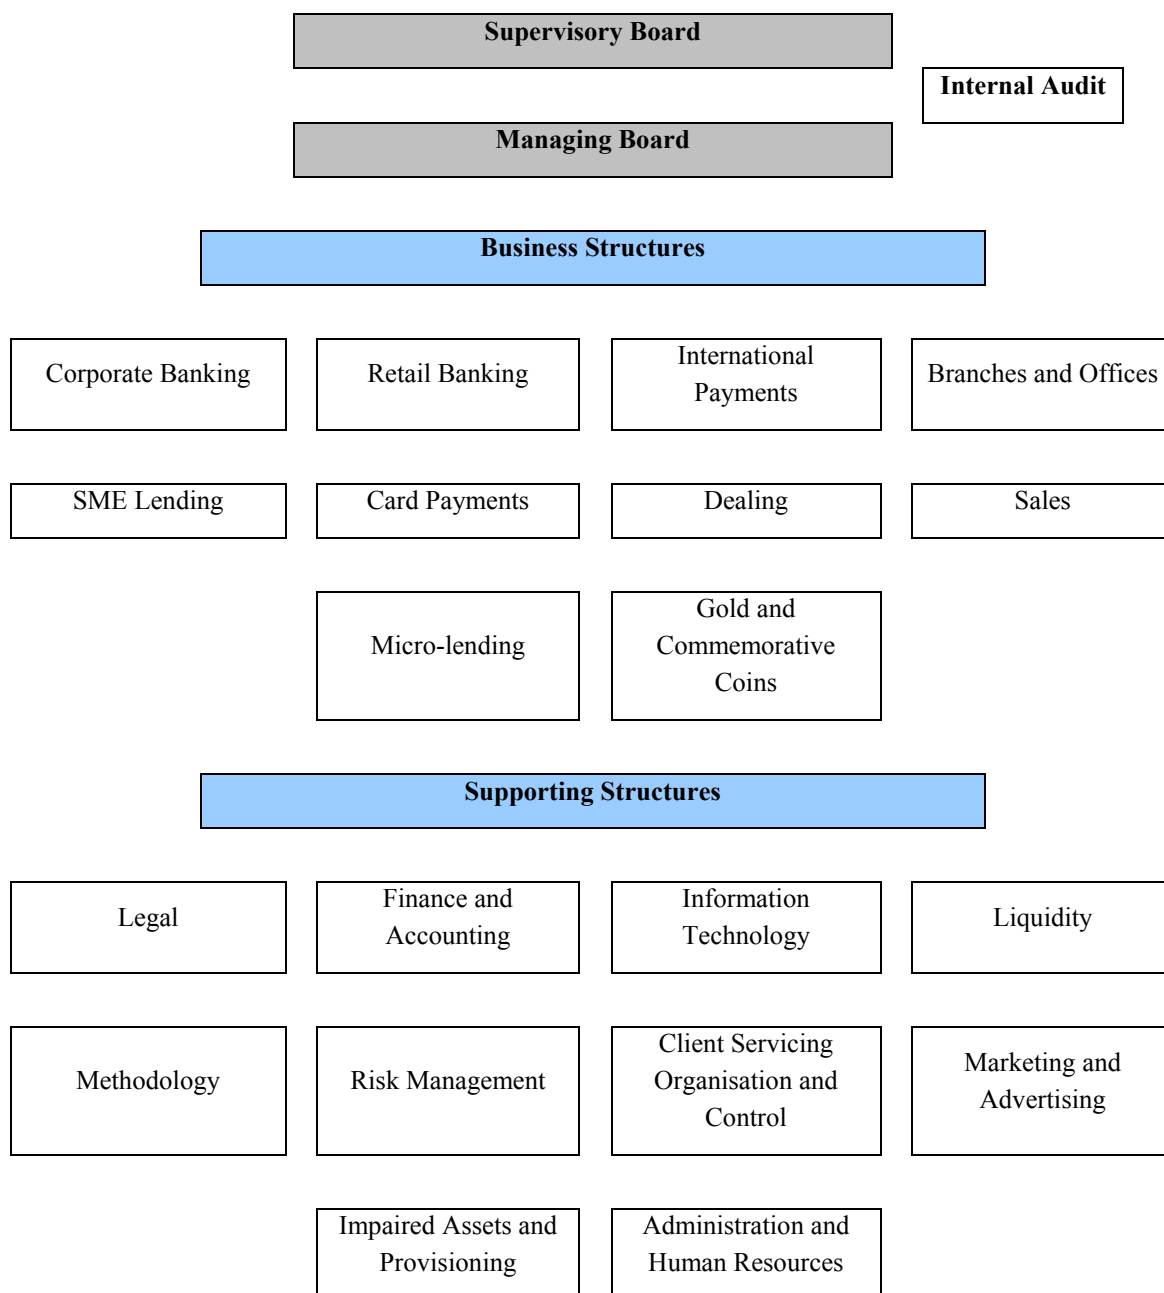 Supervisory Board
Internal Audit
Managing Board
Business Structures
Corporate Banking
Retail Banking
International
Payments
Branches and Offices
SME Lending
Card Payments
Dealing
Sales
Micro-lending
Gold and
Commemorative
Coins
Supporting Structures
Legal
Finance and
Accounting
Information
Technology
Liquidity
Methodology
Risk Management
Client Servicing
Organisation and
Control
Marketing and
Advertising
Impaired Assets and
Provisioning
Administration and
Human Resources